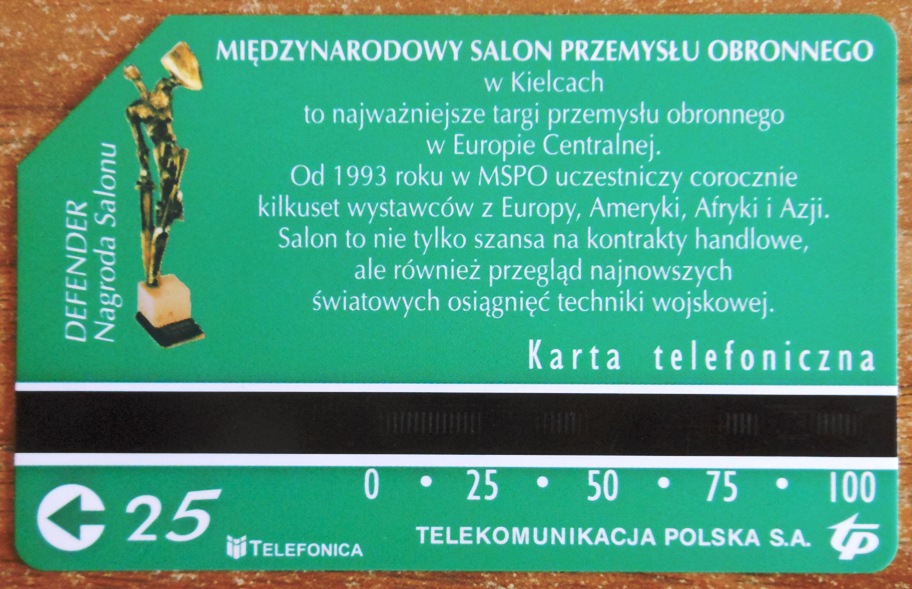 MIĘDZYNARODOWY SALON PRZEMYSŁU OBRONNEGO
w Kielcach
to najważniejsze targi przemysłu obronnego
w Europie Centralnej.
Od 1993 roku w MSPO uczestniczy corocznie
kilkuset wystawców z Europy, Ameryki, Afryki i Azji.
Salon to nie tylko szansa na kontrakty handlowe,
ale również przegląd najnowszych
światowych osiągnięć techniki wojskowej.
DEFENDER
Nagroda Salonu
Karta telefoniczna
0 • 25 • 50 • 75 • 100
25
TELEFONICA
TELEKOMUNIKACJA POLSKA S.A.
tp